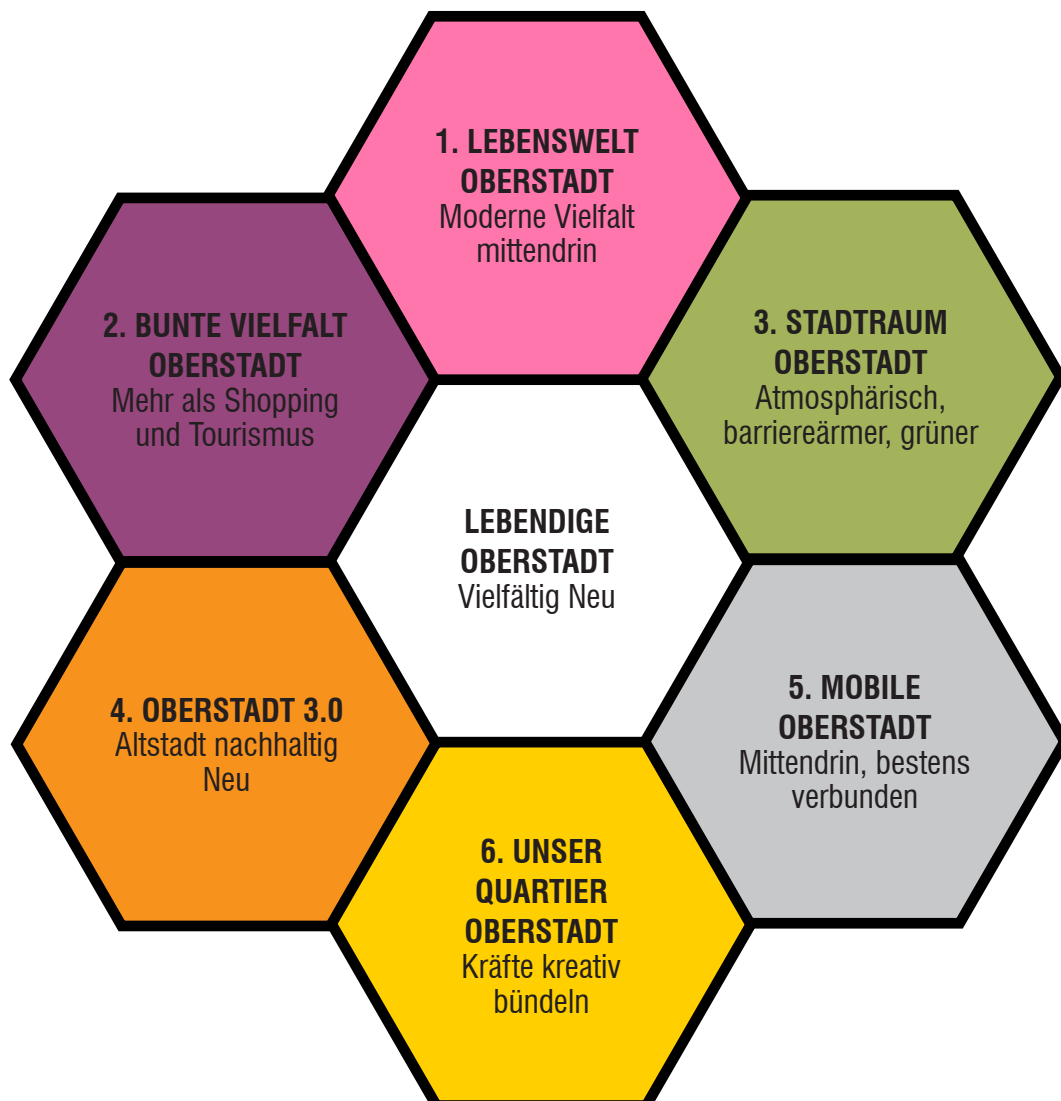 1. LEBENSWELT
OBERSTADT
Moderne Vielfalt
mittendrin
2. BUNTE VIELFALT
OBERSTADT
Mehr als Shopping
und Tourismus
3. STADTRAUM
OBERSTADT
Atmosphärisch,
barriereärmer, grüner
LEBENDIGE
OBERSTADT
Vielfältig Neu
4. OBERSTADT 3.0
Altstadt nachhaltig
Neu
5. MOBILE
OBERSTADT
Mittendrin, bestens
verbunden
6. UNSER
QUARTIER
OBERSTADT
Kräfte kreativ
bündeln